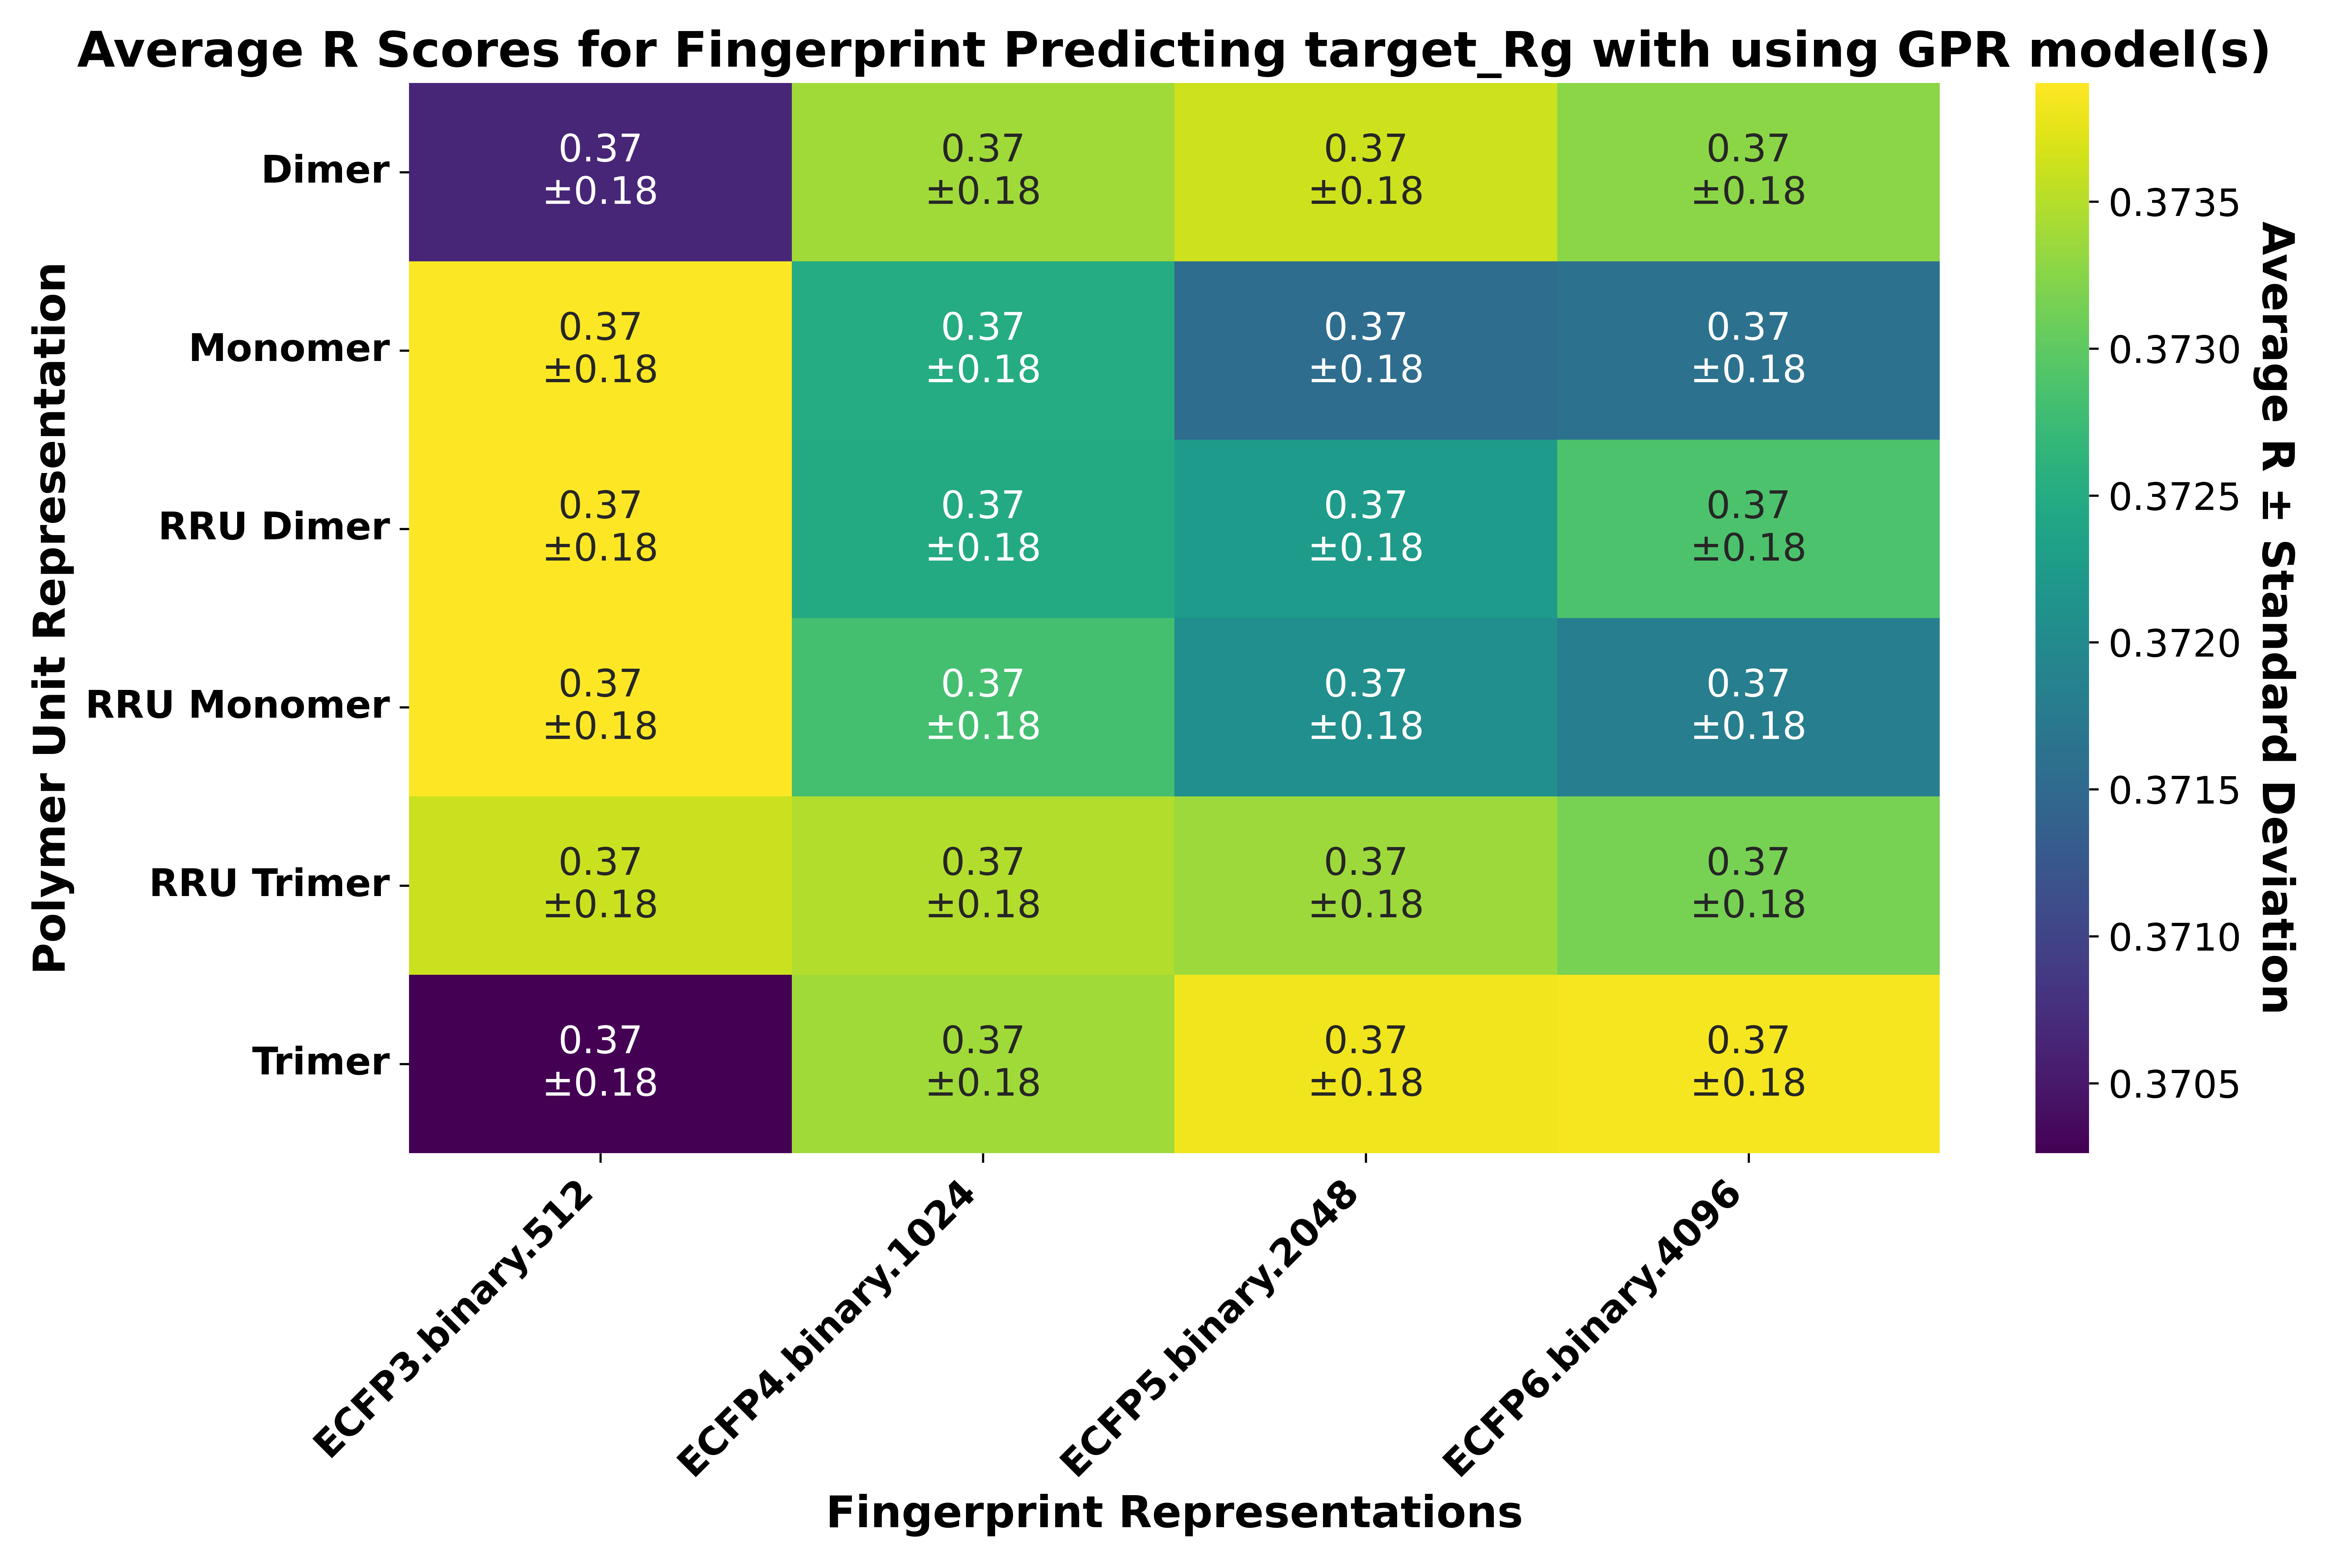 Average R Scores for Fingerprint Predicting target_Rg with using GPR model(s)
Polymer Unit Representation
Dimer
0.37 0.37 0.37 0.37
±0.18 ±0.18 ±0.18 ±0.18
Monomer
0.37 0.37 0.37 0.37
±0.18 ±0.18 ±0.18 ±0.18
RRU Dimer
0.37 0.37 0.37 0.37
±0.18 ±0.18 ±0.18 ±0.18
RRU Monomer
0.37 0.37 0.37 0.37
±0.18 ±0.18 ±0.18 ±0.18
RRU Trimer
0.37 0.37 0.37 0.37
±0.18 ±0.18 ±0.18 ±0.18
Trimer
0.37 0.37 0.37 0.37
±0.18 ±0.18 ±0.18 ±0.18
ECFP3.binary.512
ECFP4.binary.1024
ECFP5.binary.2048
ECFP6.binary.4096
Fingerprint Representations
0.3735
0.3730
0.3725
0.3720
0.3715
0.3710
0.3705
Average R ± Standard Deviation